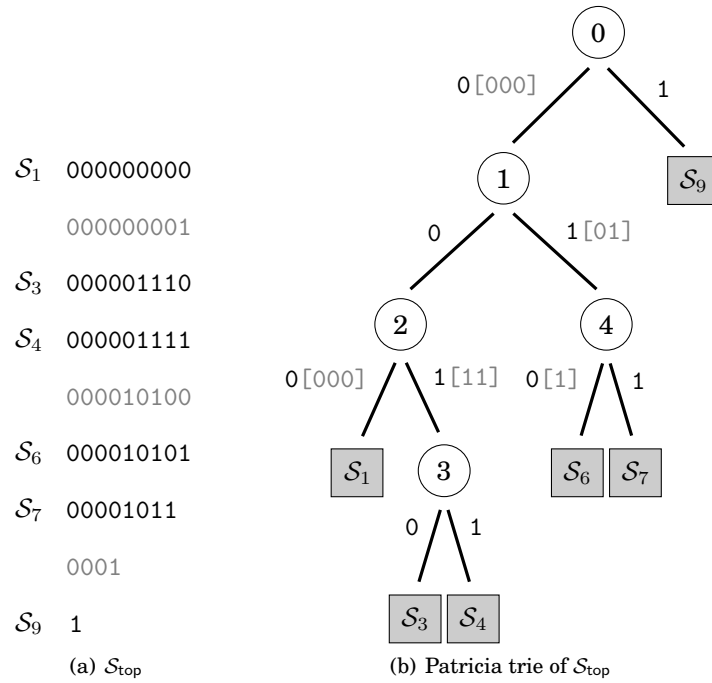 0
0[000] 1
1 S₉
0 1[01]
2 4
0[000] 1[11] 0[1] 1
S₁ 3 S₆ S₇
0 1
S₃ S₄
S₁ 000000000
000000001
S₃ 000001110
S₄ 000001111
000010100
S₆ 000010101
S₇ 00001011
0001
S₉ 1
(a) S_top
(b) Patricia trie of S_top